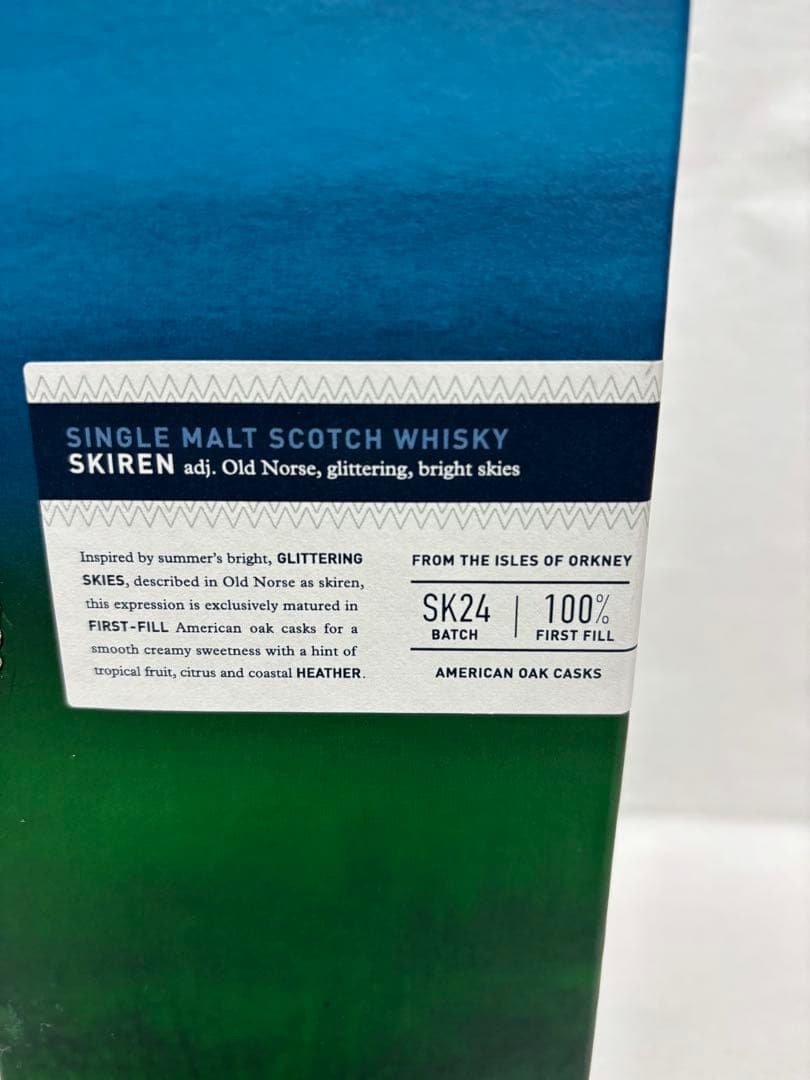 SINGLE MALT SCOTCH WHISKY
SKIREN adj. Old Norse, glittering, bright skies
Inspired by summer's bright, GLITTERING
SKIES, described in Old Norse as skiren,
this expression is exclusively matured in
FIRST-FILL American oak casks for a
smooth creamy sweetness with a hint of
tropical fruit, citrus and coastal HEATHER.
FROM THE ISLES OF ORKNEY
SK24 | 100%
BATCH FIRST FILL
AMERICAN OAK CASKS